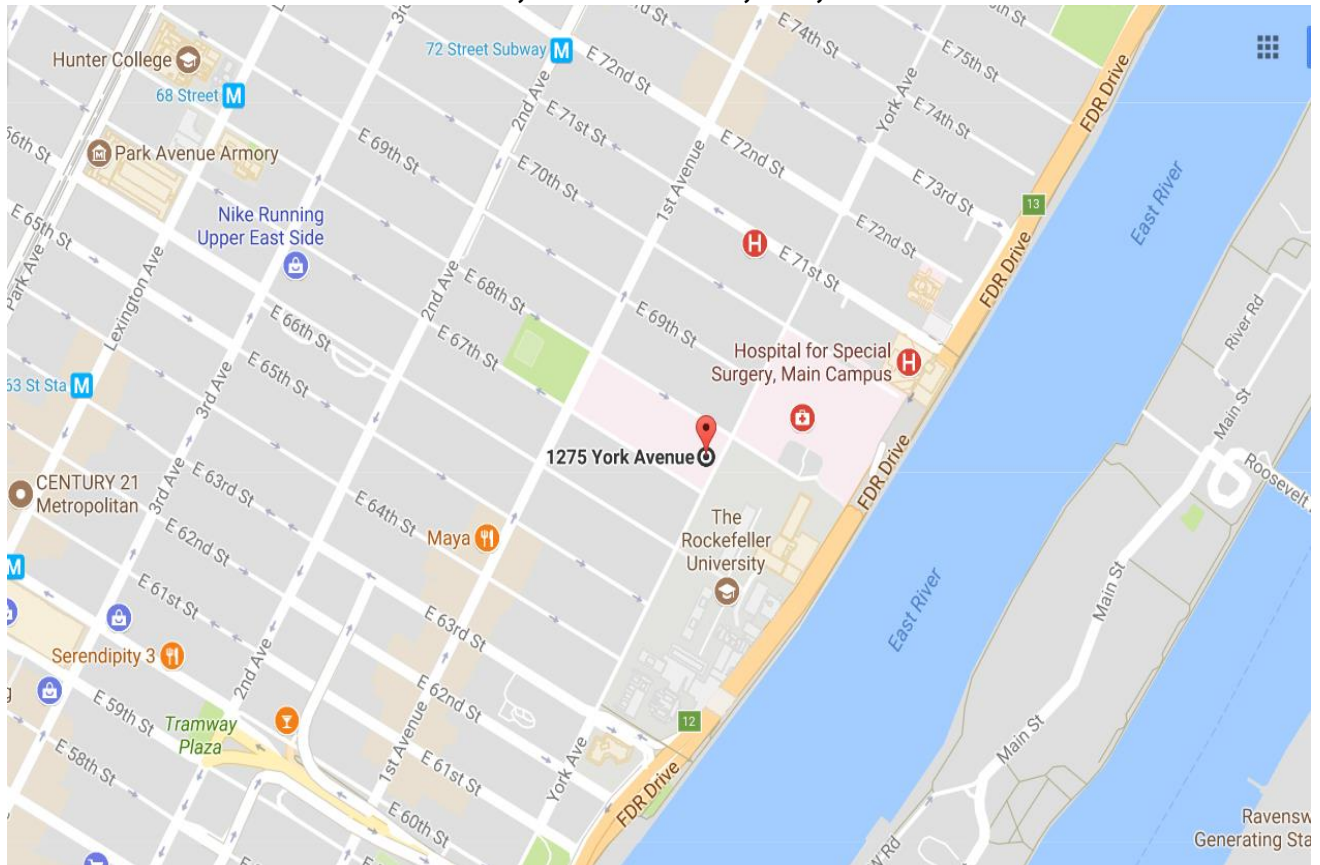 Hunter College
68 Street M
Park Avenue Armory
72 Street Subway M
Nike Running
Upper East Side
E 74th St
E 75th St
E 74th St
E 72nd St
E 72nd St
E 73rd St
E 72nd St
E 71st St
E 71st St
E 70th St
E 69th St
E 69th St
E 68th St
E 67th St
E 66th St
E 65th St
E 65th St
E 64th St
E 63rd St
E 63rd St
E 62nd St
E 62nd St
E 61st St
E 61st St
E 60th St
E 59th St
E 58th St
Park Ave
Lexington Ave
3rd Ave
3rd Ave
2nd Ave
2nd Ave
2nd Ave
1st Avenue
1st Avenue
York Ave
York Ave
FDR Drive
FDR Drive
FDR Drive
FDR Drive
13
12
East River
East River
River Rd
Main St
Main St
Main St
H
H
Hospital for Special
Surgery, Main Campus
1275 York Avenue
63 St Sta M
CENTURY 21
Metropolitan
M
Maya
The
Rockefeller
University
Serendipity 3
Tramway
Plaza
Roosevelt
Ravensw
Generating Sta